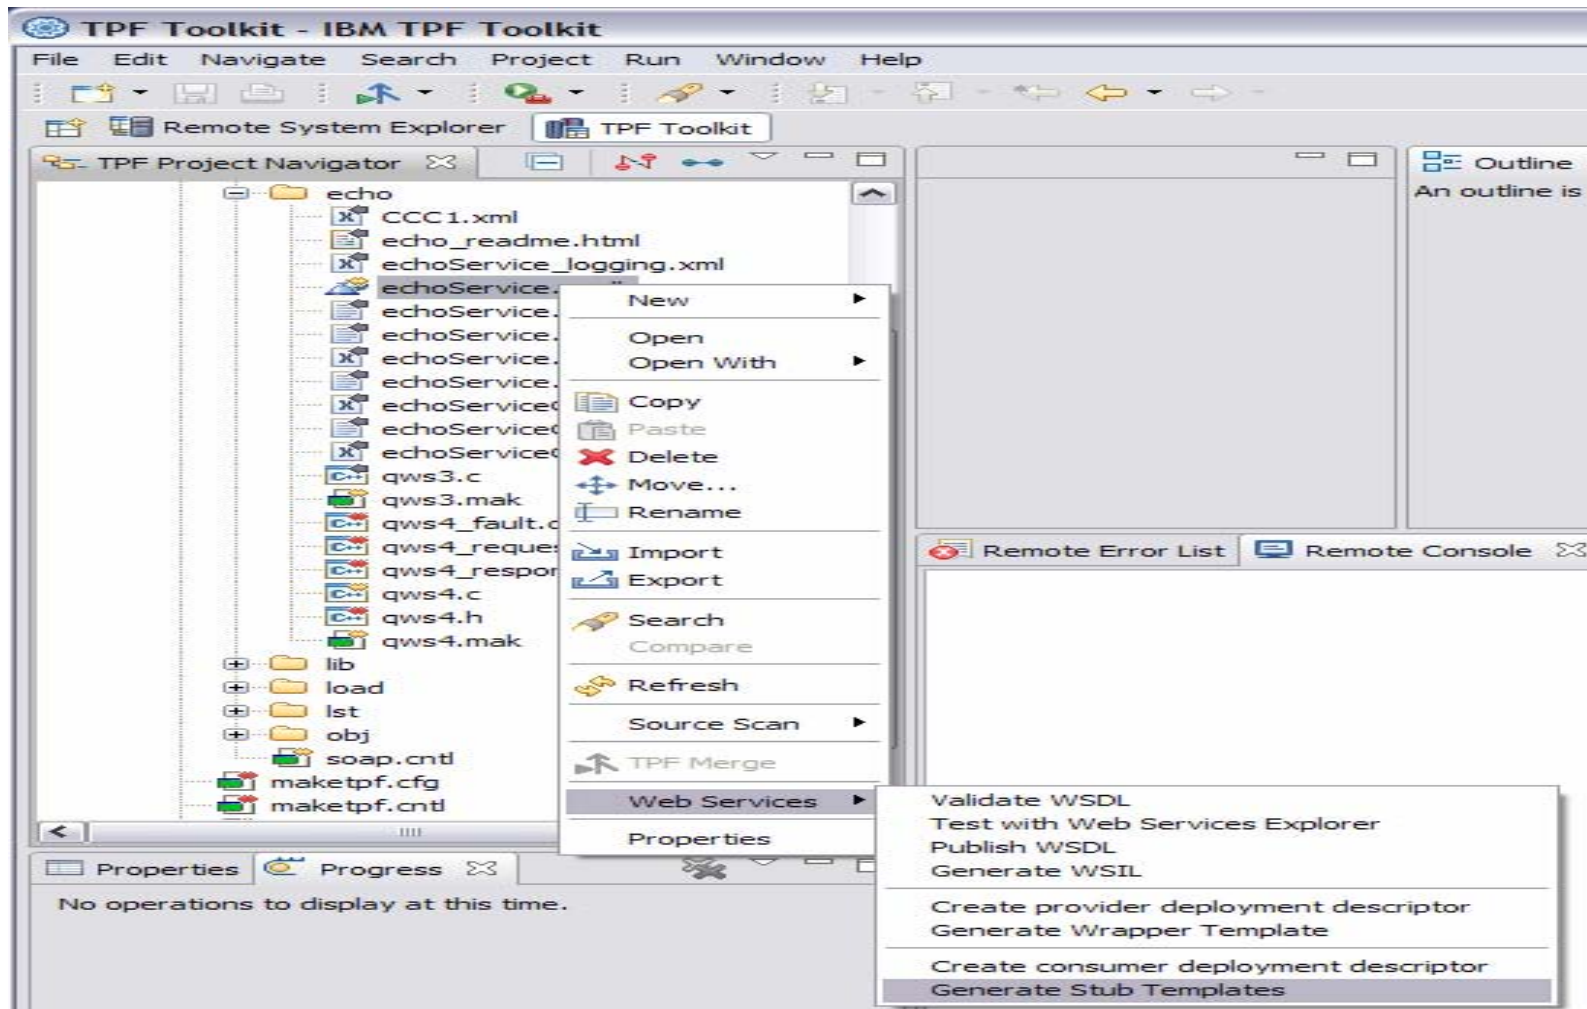 TPF Toolkit - IBM TPF Toolkit
File Edit Navigate Search Project Run Window Help
Remote System Explorer TPF Toolkit
TPF Project Navigator
Outline
An outline is
echo
CCC1.xml
echo_readme.html
echoService_logging.xml
echoService.
echoService.
echoService.
echoService.
echoService.
echoService
echoService
echoService
qws3.c
qws3.mak
qws4_fault.c
qws4_reques
qws4_respon
qws4.c
qws4.h
qws4.mak
lib
load
lst
obj
soap.cntl
maketpf.cfg
maketpf.cntl
New
Open
Open With
Copy
Paste
Delete
Move...
Rename
Import
Export
Search
Compare
Refresh
Source Scan
TPF Merge
Web Services
Properties
Validate WSDL
Test with Web Services Explorer
Publish WSDL
Generate WSIL
Create provider deployment descriptor
Generate Wrapper Template
Create consumer deployment descriptor
Generate Stub Templates
Remote Error List Remote Console
Properties Progress
No operations to display at this time.